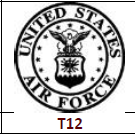 UNITED STATES
AIR FORCE
T12